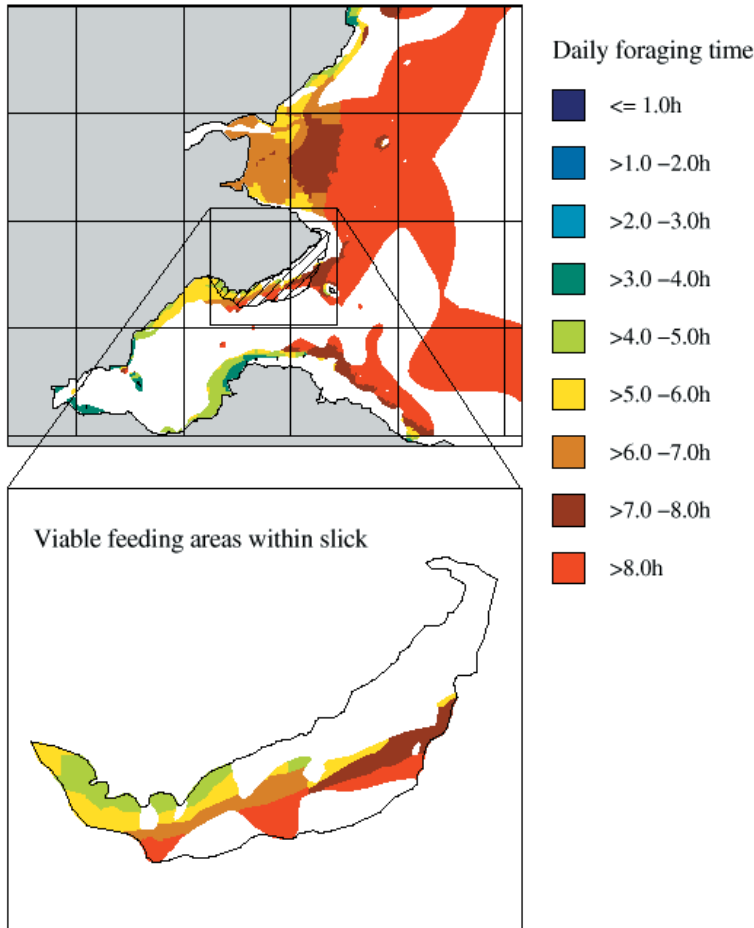 Daily foraging time
<= 1.0h
>1.0 –2.0h
>2.0 –3.0h
>3.0 –4.0h
>4.0 –5.0h
>5.0 –6.0h
>6.0 –7.0h
>7.0 –8.0h
>8.0h
Viable feeding areas within slick